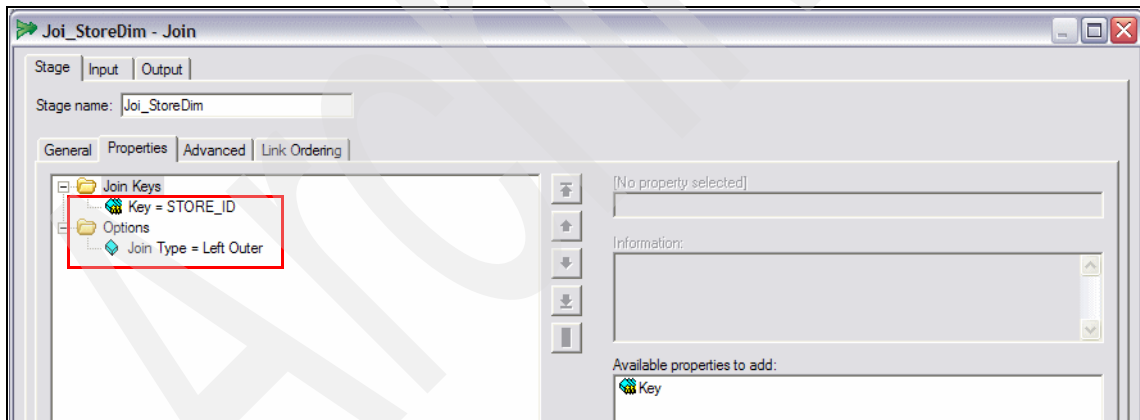 Joi_StoreDim - Join
Stage Input Output
Stage name: Joi_StoreDim
General Properties Advanced Link Ordering
Join Keys
Key = STORE_ID
Options
Join Type = Left Outer
[No property selected]
Information:
Available properties to add:
Key